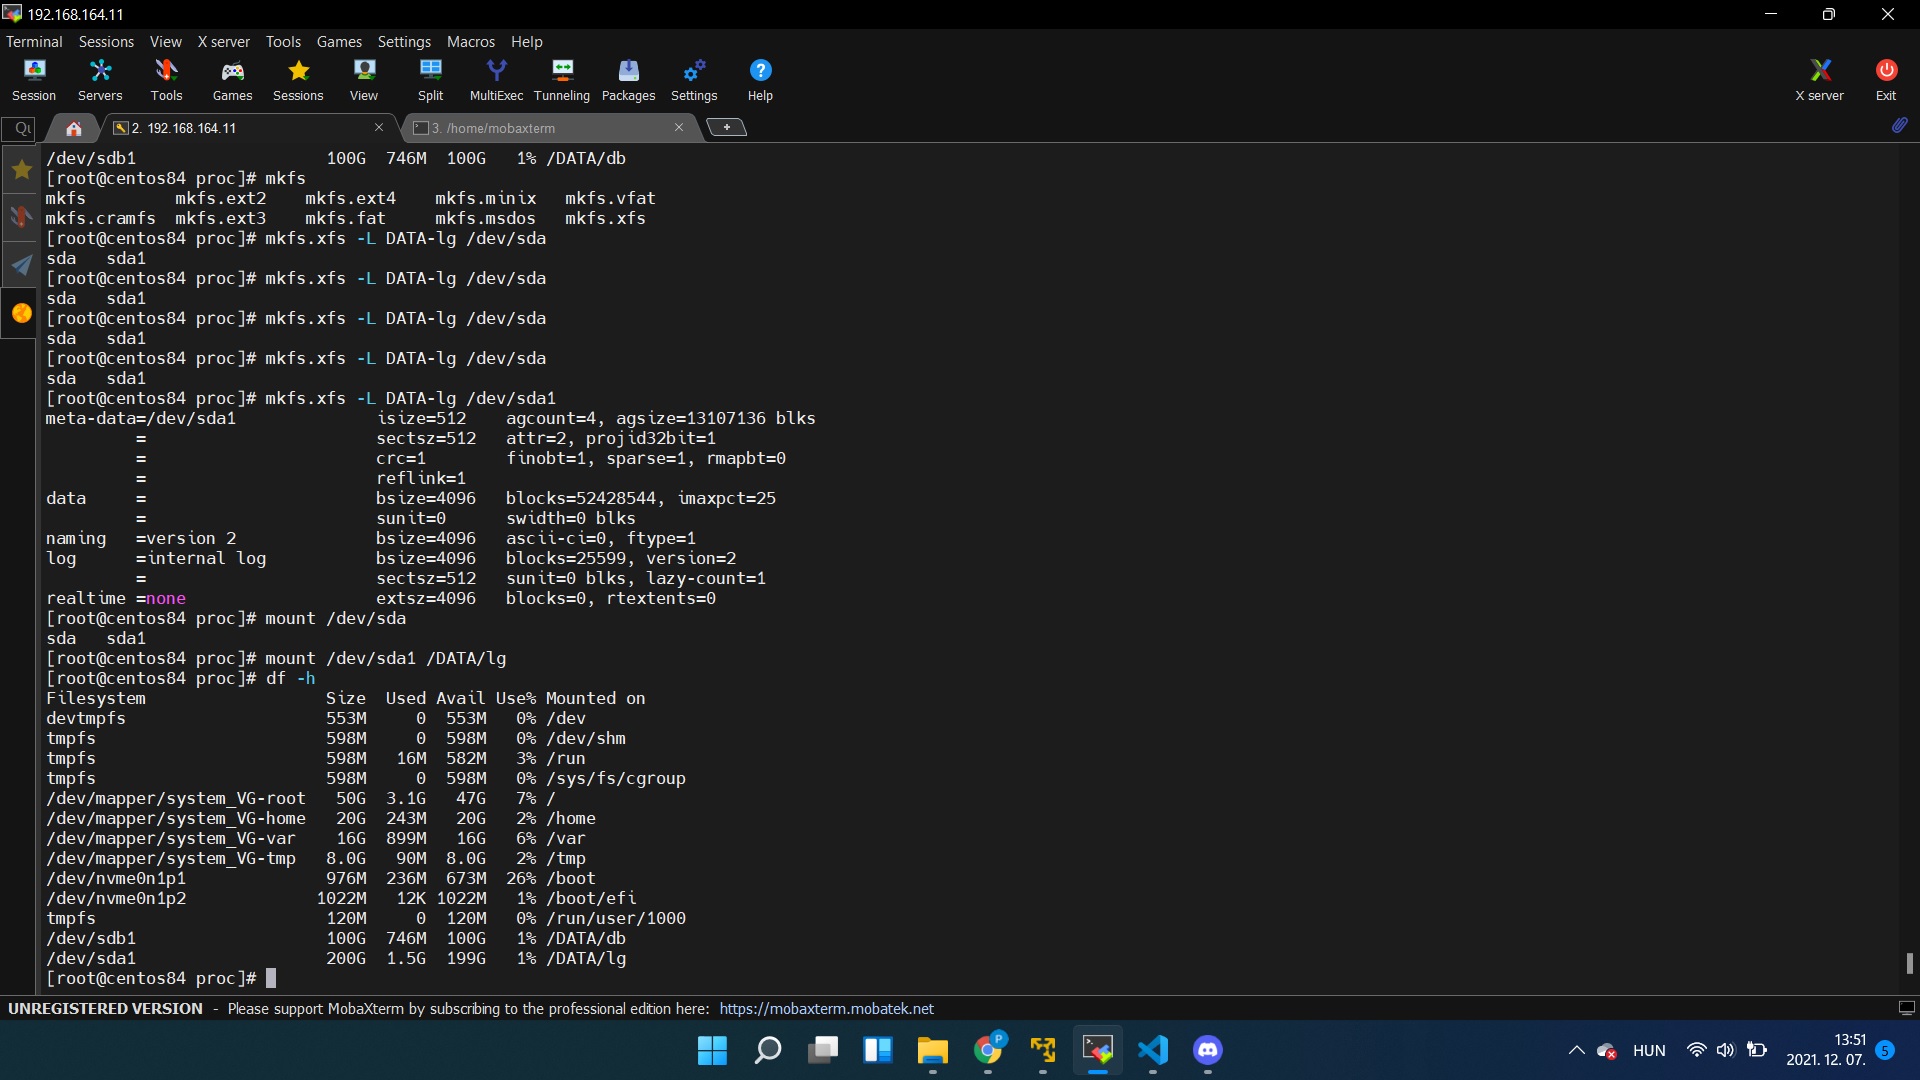 192.168.164.11
Terminal Sessions View X server Tools Games Settings Macros Help
Session Servers Tools Games Sessions View Split MultiExec Tunneling Packages Settings Help X server Exit
2. 192.168.164.11 3. /home/mobaxterm
/dev/sdb1 100G 746M 100G 1% /DATA/db
[root@centos84 proc]# mkfs
mkfs mkfs.ext2 mkfs.ext4 mkfs.minix mkfs.vfat
mkfs.cramfs mkfs.ext3 mkfs.fat mkfs.msdos mkfs.xfs
[root@centos84 proc]# mkfs.xfs -L DATA-lg /dev/sda
sda sda1
[root@centos84 proc]# mkfs.xfs -L DATA-lg /dev/sda
sda sda1
[root@centos84 proc]# mkfs.xfs -L DATA-lg /dev/sda
sda sda1
[root@centos84 proc]# mkfs.xfs -L DATA-lg /dev/sda
sda sda1
[root@centos84 proc]# mkfs.xfs -L DATA-lg /dev/sda1
meta-data=/dev/sda1 isize=512 agcount=4, agsize=13107136 blks
= sectsz=512 attr=2, projid32bit=1
= crc=1 finobt=1, sparse=1, rmapbt=0
= reflink=1
data = bsize=4096 blocks=52428544, imaxpct=25
= sunit=0 swidth=0 blks
naming =version 2 bsize=4096 ascii-ci=0, ftype=1
log =internal log bsize=4096 blocks=25599, version=2
= sectsz=512 sunit=0 blks, lazy-count=1
realtime =none extsz=4096 blocks=0, rtextents=0
[root@centos84 proc]# mount /dev/sda
sda sda1
[root@centos84 proc]# mount /dev/sda1 /DATA/lg
[root@centos84 proc]# df -h
Filesystem Size Used Avail Use% Mounted on
devtmpfs 553M 0 553M 0% /dev
tmpfs 598M 0 598M 0% /dev/shm
tmpfs 598M 16M 582M 3% /run
tmpfs 598M 0 598M 0% /sys/fs/cgroup
/dev/mapper/system_VG-root 50G 3.1G 47G 7% /
/dev/mapper/system_VG-home 20G 243M 20G 2% /home
/dev/mapper/system_VG-var 16G 899M 16G 6% /var
/dev/mapper/system_VG-tmp 8.0G 90M 8.0G 2% /tmp
/dev/nvme0n1p1 976M 236M 673M 26% /boot
/dev/nvme0n1p2 1022M 12K 1022M 1% /boot/efi
tmpfs 120M 0 120M 0% /run/user/1000
/dev/sdb1 100G 746M 100G 1% /DATA/db
/dev/sda1 200G 1.5G 199G 1% /DATA/lg
[root@centos84 proc]#
UNREGISTERED VERSION - Please support MobaXterm by subscribing to the professional edition here: https://mobaxterm.mobatek.net
P
HUN
13:51
2021. 12. 07. 5